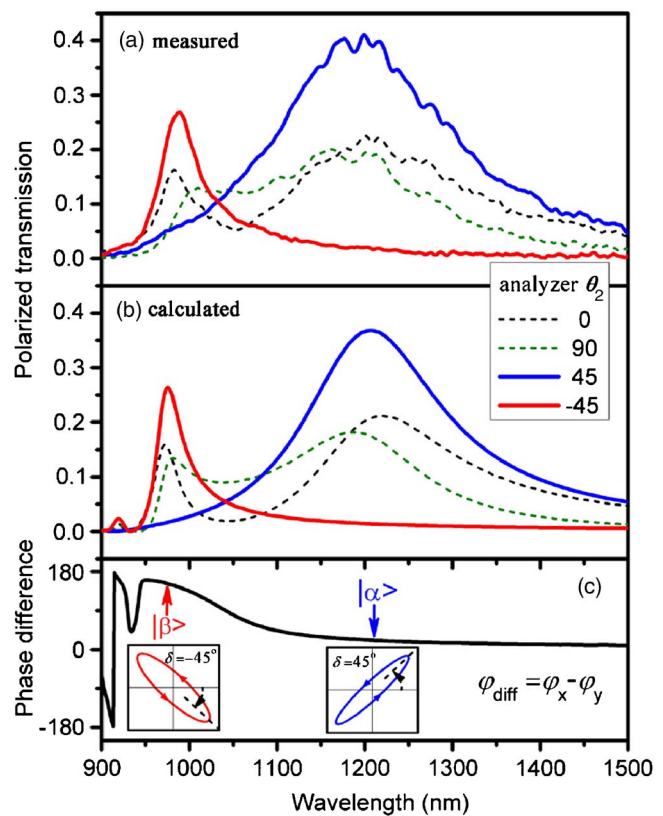 (a) measured
0.4
0.3
0.2
0.1
0.0
Polarized transmission
analyzer θ₂
0
90
45
-45
(b) calculated
0.4
0.3
0.2
0.1
0.0
180
0
-180
Phase difference
(c)
|β>
|α>
δ=−45°
δ=45°
φdiff =φx-φy
900 1000 1100 1200 1300 1400 1500
Wavelength (nm)